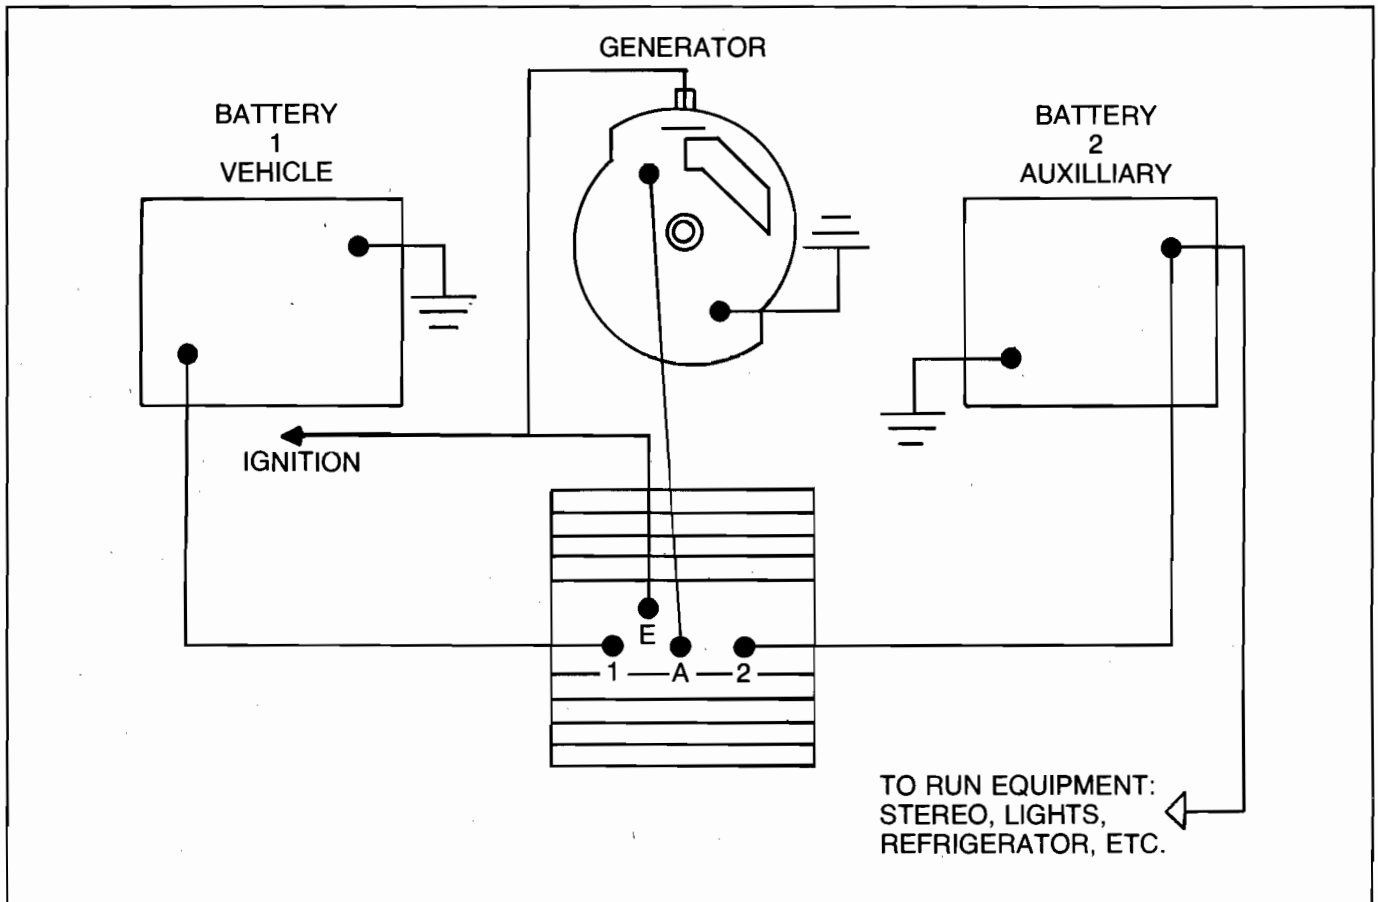 GENERATOR
BATTERY
1
VEHICLE
BATTERY
2
AUXILLIARY
IGNITION
E
1
A
2
TO RUN EQUIPMENT:
STEREO, LIGHTS,
REFRIGERATOR, ETC.